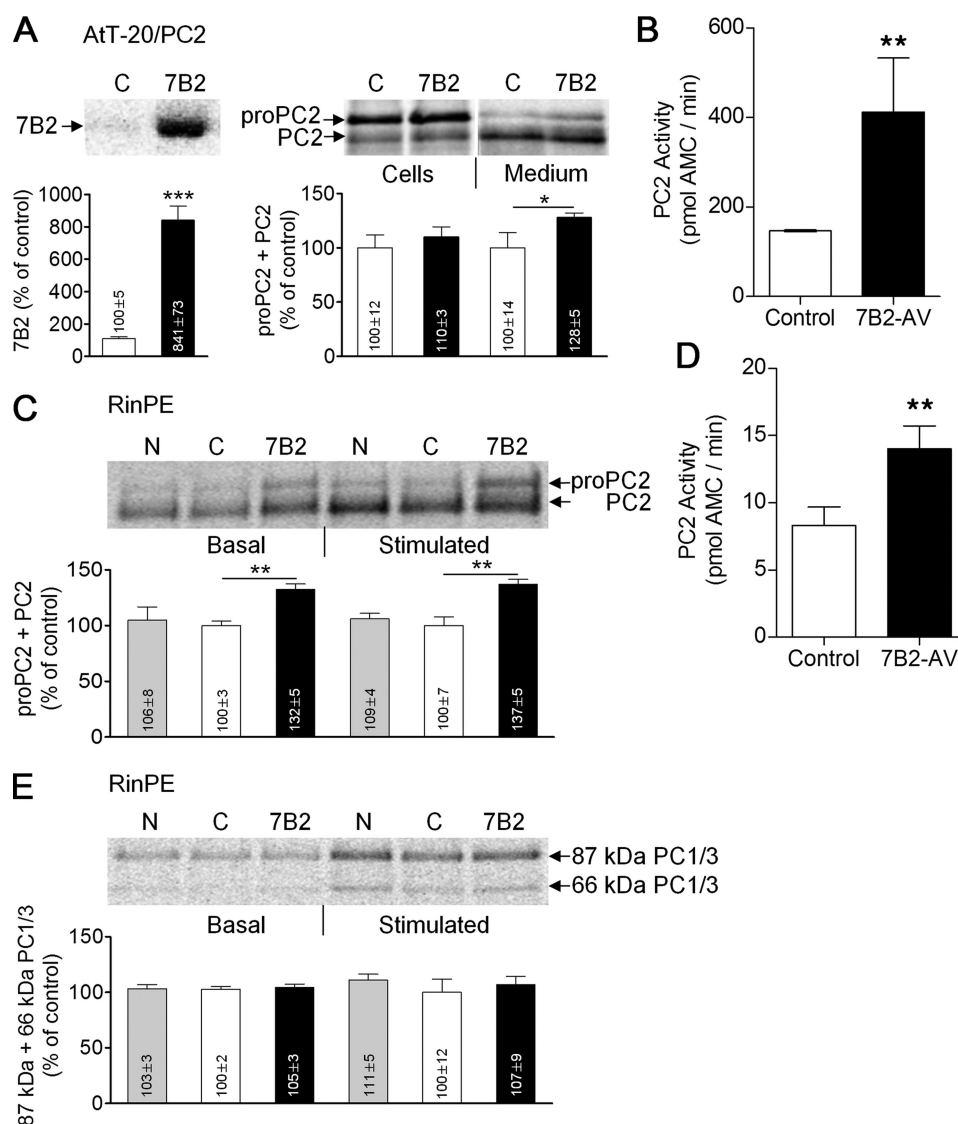 A
AtT-20/PC2
C 7B2
7B2
7B2 (% of control)
1000
800
600
400
200
0
***
100±5
841±73
C 7B2 C 7B2
proPC2
PC2
Cells Medium
proPC2 + PC2
(% of control)
150
100
50
0
*
100±12
110±3
100±14
128±5
B
PC2 Activity
(pmol AMC / min)
600
400
200
0
**
Control 7B2-AV
C
RinPE
N C 7B2 N C 7B2
proPC2
PC2
Basal Stimulated
proPC2 + PC2
(% of control)
150
100
50
0
** **
106±8
100±3
132±5
109±4
100±7
137±5
D
PC2 Activity
(pmol AMC / min)
20
15
10
5
0
**
Control 7B2-AV
E
RinPE
N C 7B2 N C 7B2
87 kDa PC1/3
66 kDa PC1/3
Basal Stimulated
87 kDa + 66 kDa PC1/3
(% of control)
150
100
50
0
103±3
100±2
105±3
111±5
100±12
107±9